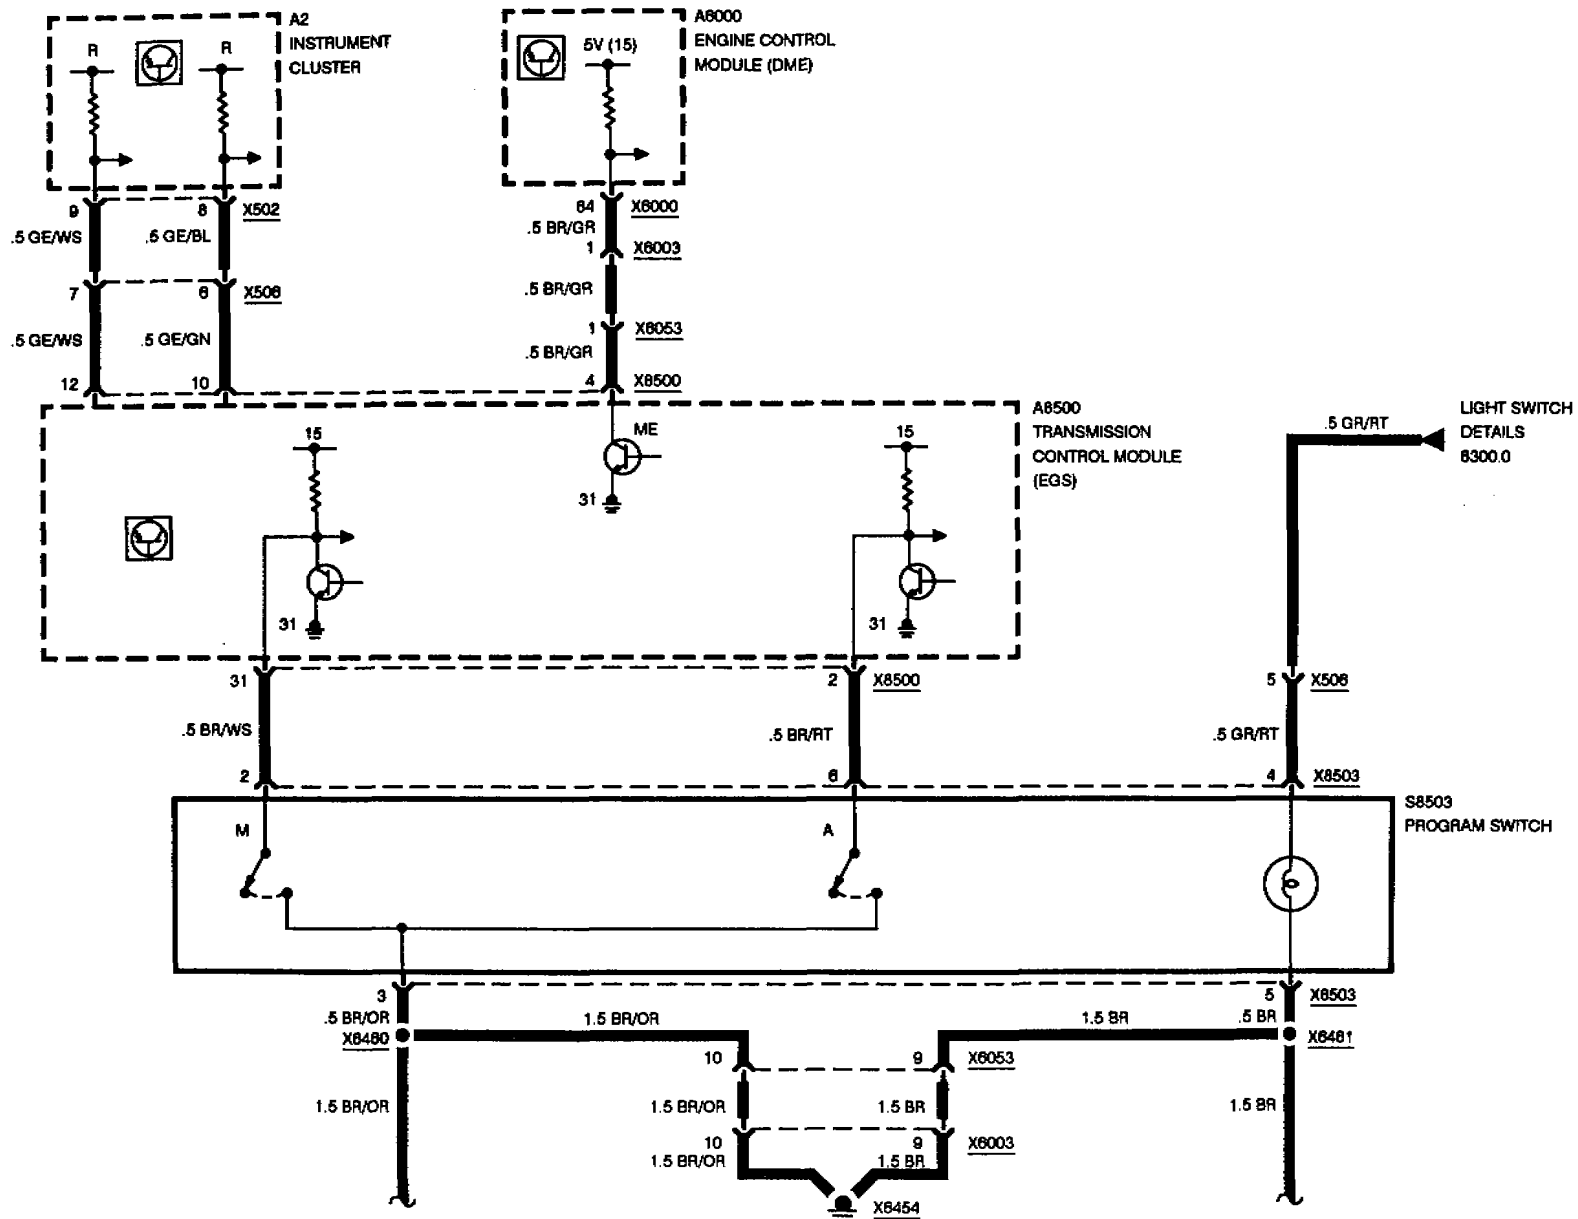 A2
INSTRUMENT
CLUSTER
R
R
A6000
ENGINE CONTROL
MODULE (DME)
5V (15)
9
8
X502
.5 GE/WS
.5 GE/BL
64
X6000
.5 BR/GR
1
X6003
7
6
X506
.5 BR/GR
.5 GE/WS
.5 GE/GN
1
X6053
.5 BR/GR
12
10
4
X8500
A8500
TRANSMISSION
CONTROL MODULE
(EGS)
15
ME
31
15
31
31
.5 GR/RT
LIGHT SWITCH
DETAILS
6300.0
31
2
X8500
5
X506
.5 BR/WS
.5 BR/RT
.5 GR/RT
2
6
4
X8503
S8503
PROGRAM SWITCH
M
A
3
5
X8503
.5 BR/OR
1.5 BR/OR
1.5 BR
.5 BR
X6460
X6461
10
9
X6053
1.5 BR/OR
1.5 BR/OR
1.5 BR
1.5 BR
10
9
X6003
1.5 BR/OR
1.5 BR
X6454